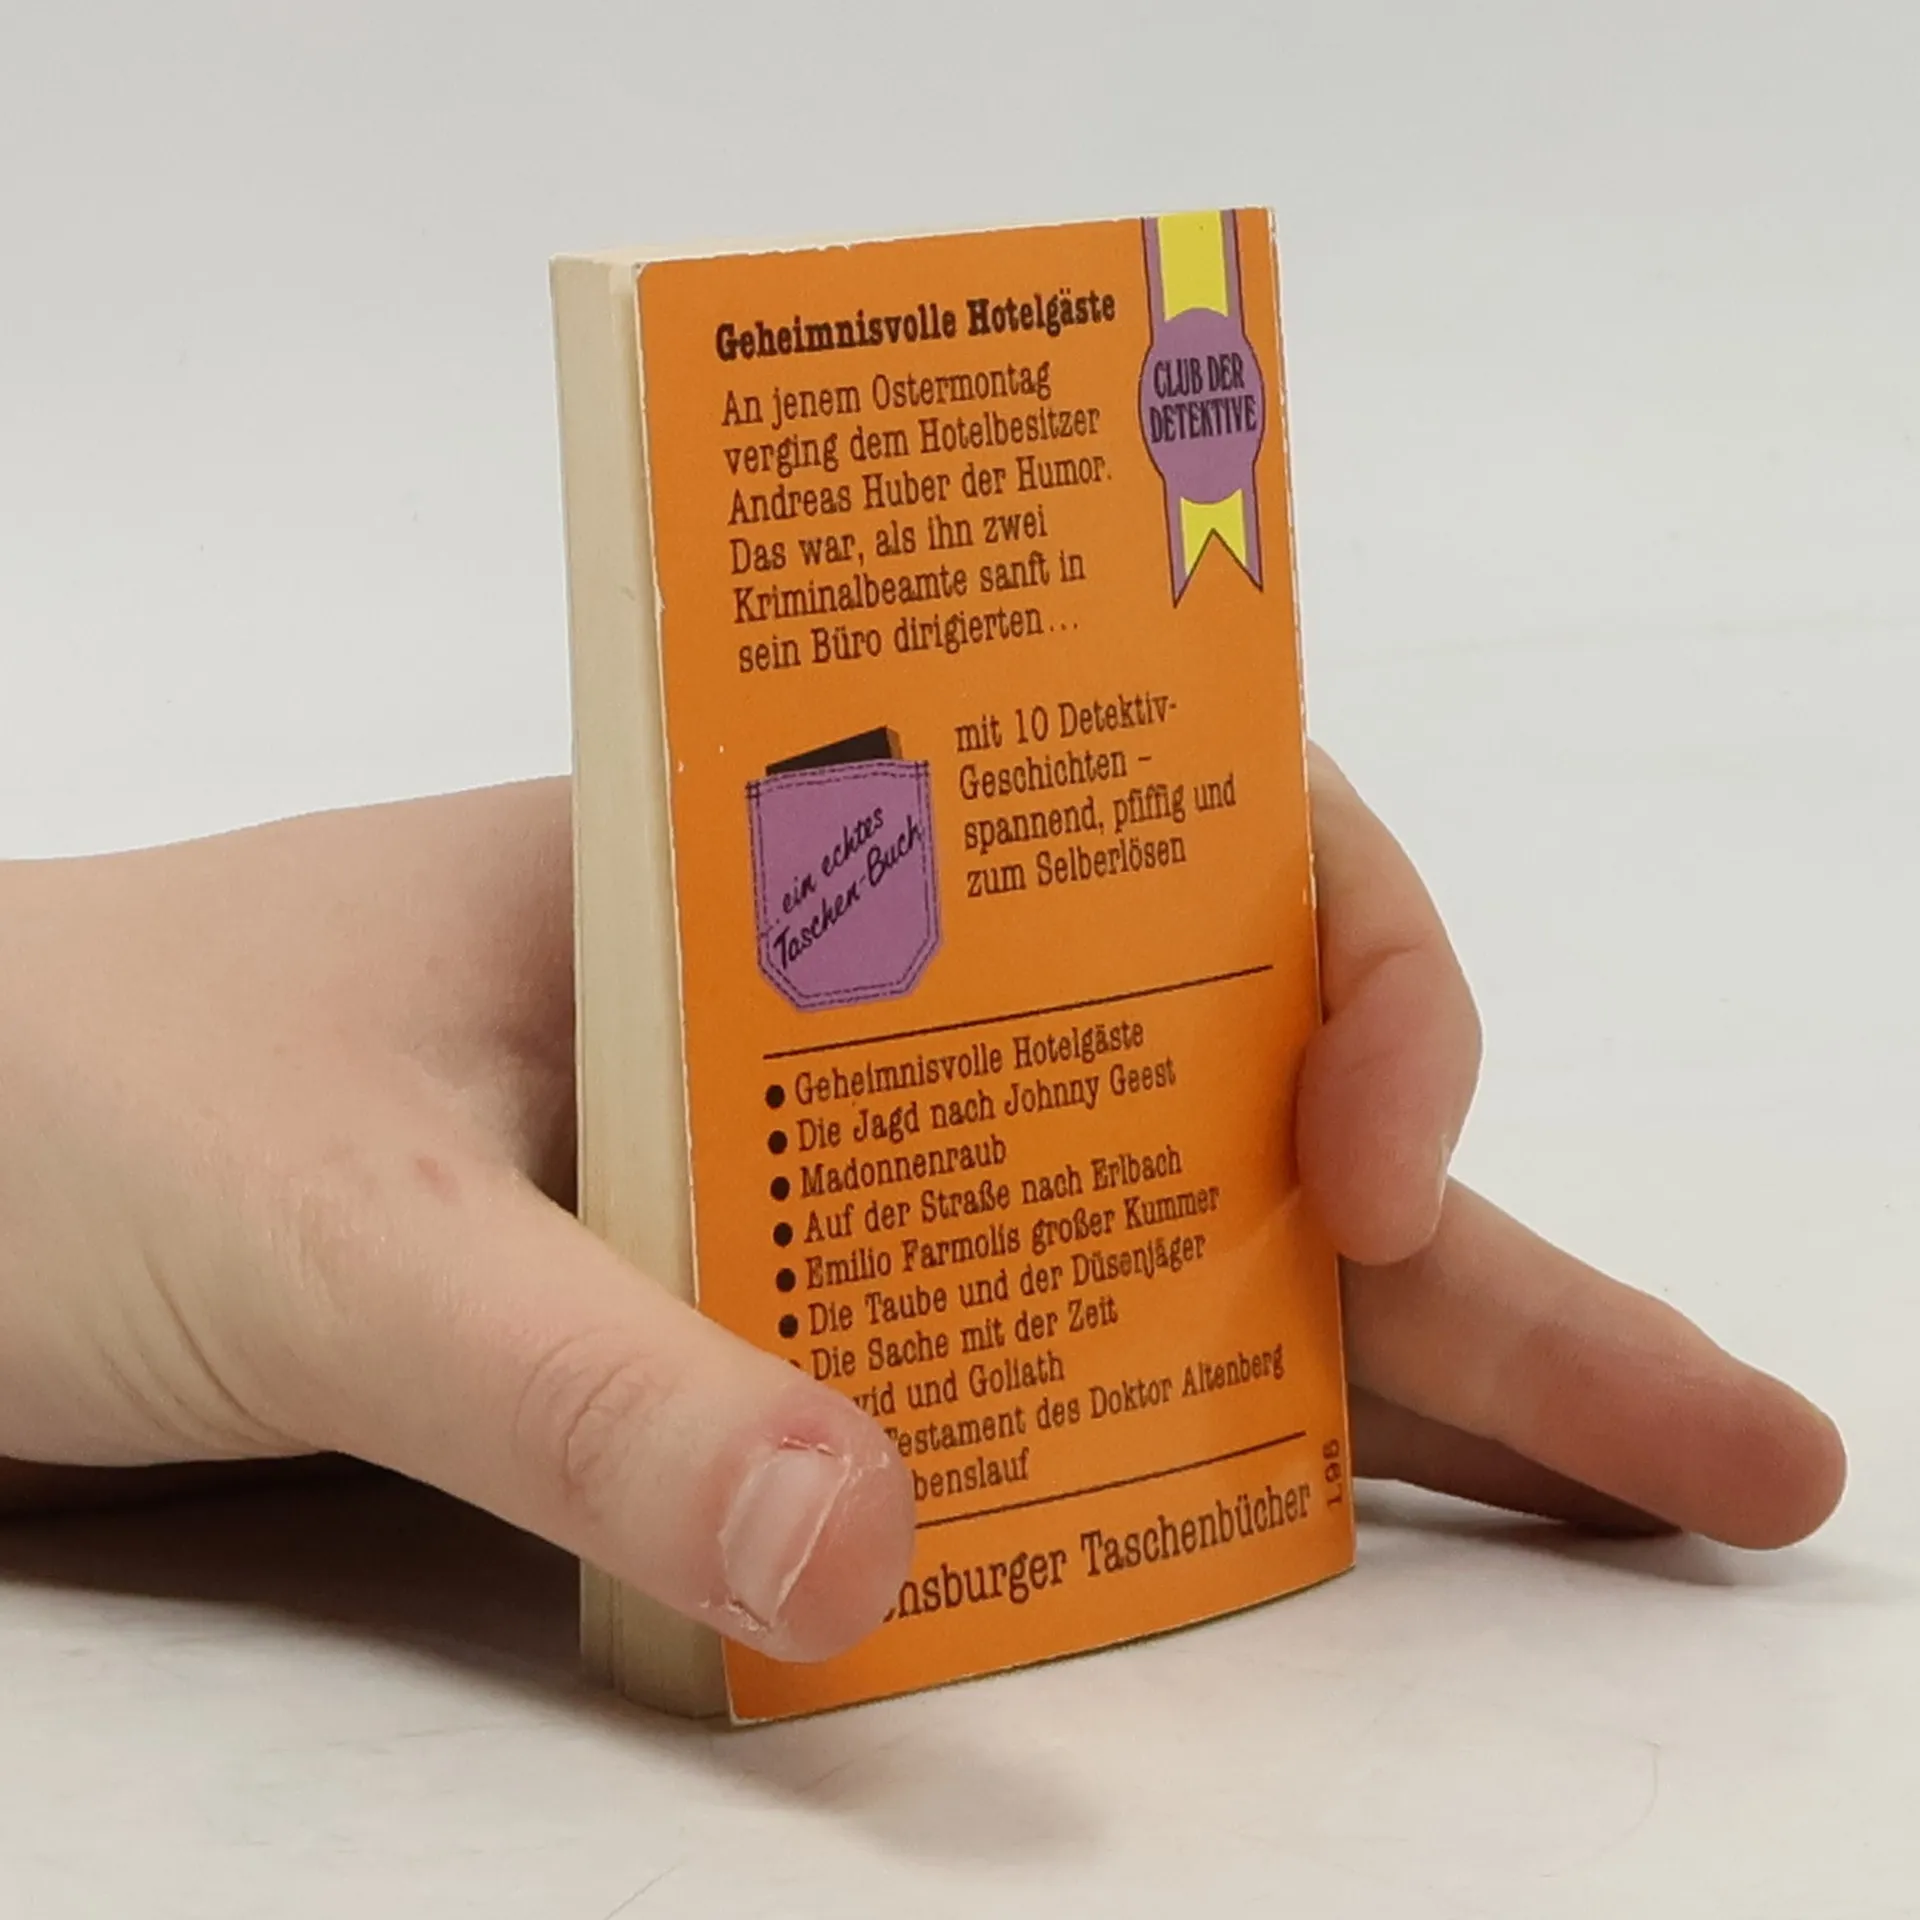 Geheimnisvolle Hotelgäste
An jenem Ostermontag
verging dem Hotelbesitzer
Andreas Huber der Humor.
Das war, als ihn zwei
Kriminalbeamte sanft in
sein Büro dirigierten...
CLUB DER
DETEKTIVE
mit 10 Detektiv-
Geschichten –
spannend, pfiffig und
zum Selberlösen
...ein echtes
Taschen-Buch
● Geheimnisvolle Hotelgäste
● Die Jagd nach Johnny Geest
● Madonnenraub
● Auf der Straße nach Erlbach
● Emilio Farmolis großer Kummer
● Die Taube und der Düsenjäger
● Die Sache mit der Zeit
und Goliath
des Doktor Altenberg
Taschenbücher